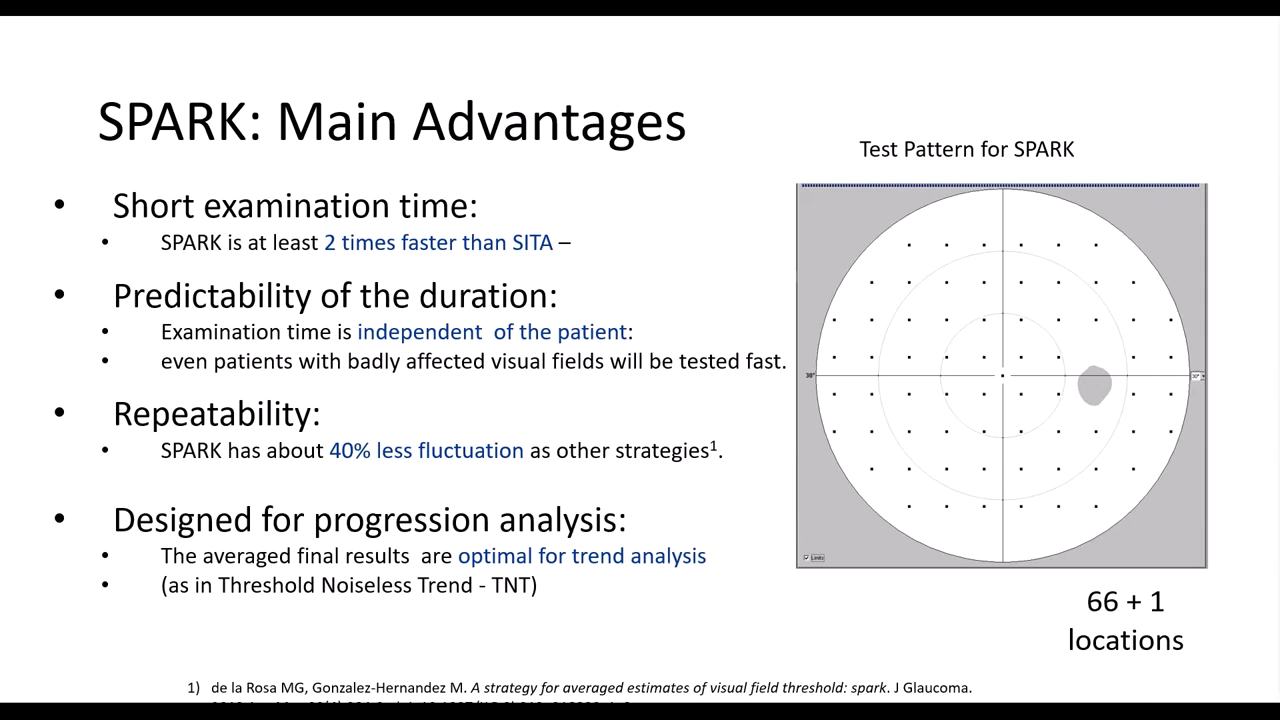 SPARK: Main Advantages
Test Pattern for SPARK
• Short examination time:
• SPARK is at least 2 times faster than SITA –
• Predictability of the duration:
• Examination time is independent of the patient:
• even patients with badly affected visual fields will be tested fast.
• Repeatability:
• SPARK has about 40% less fluctuation as other strategies¹.
• Designed for progression analysis:
• The averaged final results are optimal for trend analysis
• (as in Threshold Noiseless Trend - TNT)
30°
30°
Limits
66 + 1
locations
1) de la Rosa MG, Gonzalez-Hernandez M. A strategy for averaged estimates of visual field threshold: spark. J Glaucoma.